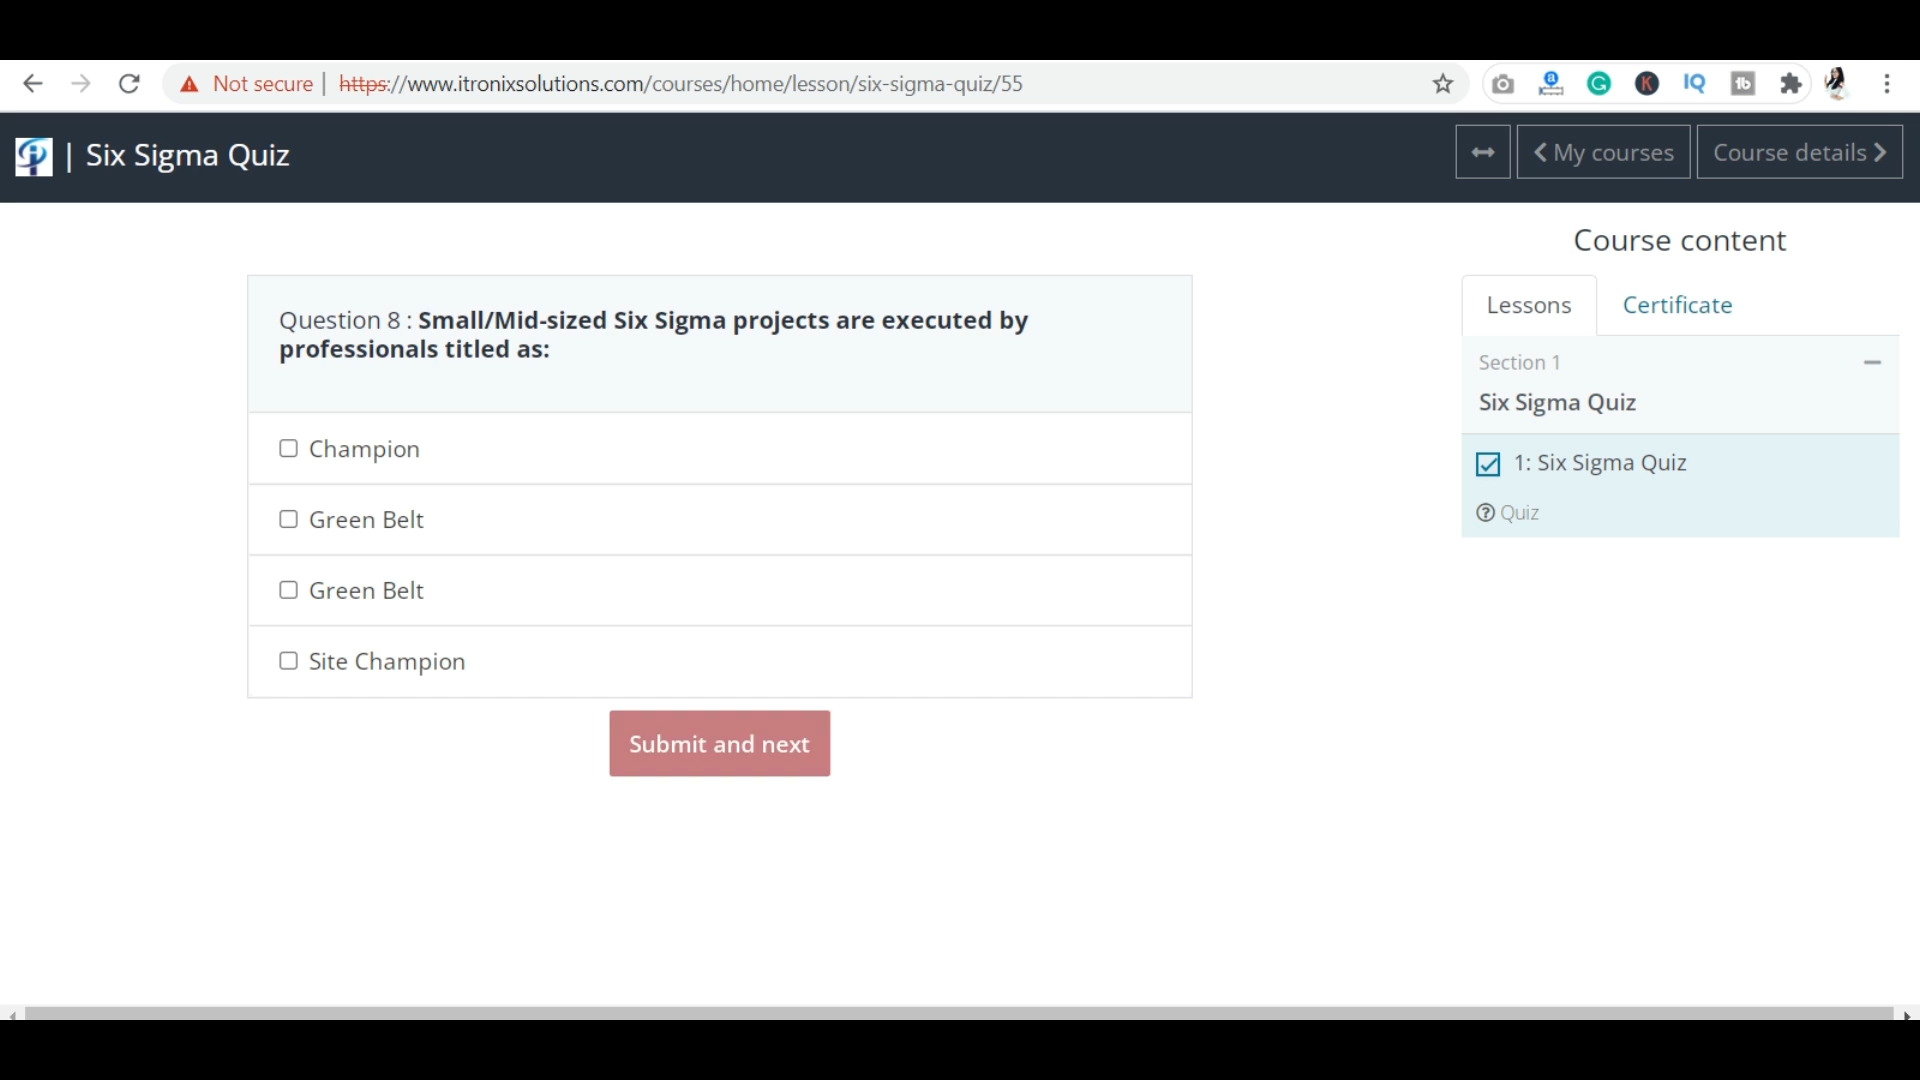 Not secure | https://www.itronixsolutions.com/courses/home/lesson/six-sigma-quiz/55
| Six Sigma Quiz
My courses
Course details
Course content
Lessons
Certificate
Section 1
Six Sigma Quiz
1: Six Sigma Quiz
Quiz
Question 8 : Small/Mid-sized Six Sigma projects are executed by
professionals titled as:
Champion
Green Belt
Green Belt
Site Champion
Submit and next